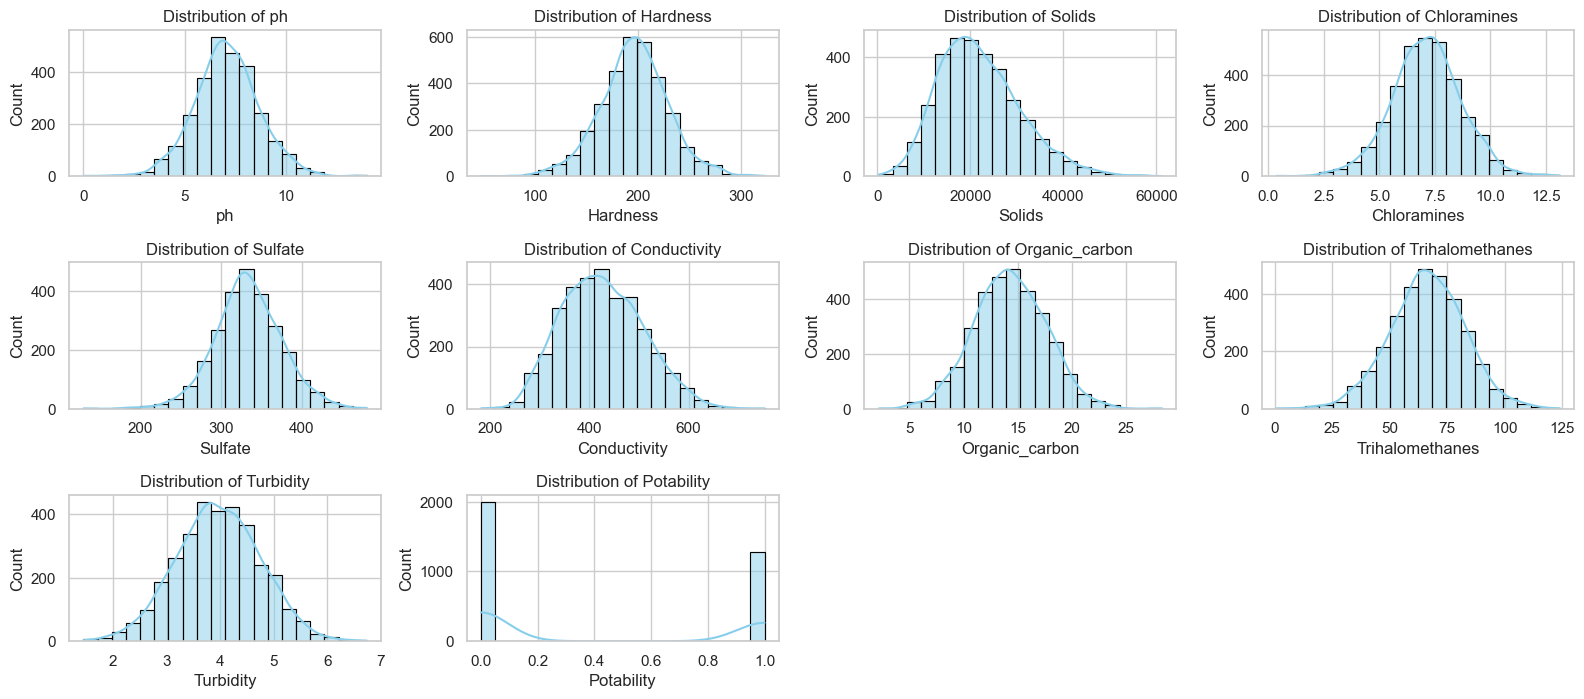 Distribution of ph
Count
400
200
0
0
5
10
ph
Distribution of Hardness
Count
600
400
200
0
100
200
300
Hardness
Distribution of Solids
Count
400
200
0
0
20000
40000
60000
Solids
Distribution of Chloramines
Count
400
200
0
0.0
2.5
5.0
7.5
10.0
12.5
Chloramines
Distribution of Sulfate
Count
400
200
0
200
300
400
Sulfate
Distribution of Conductivity
Count
400
200
0
200
400
600
Conductivity
Distribution of Organic_carbon
Count
400
200
0
5
10
15
20
25
Organic_carbon
Distribution of Trihalomethanes
Count
400
200
0
0
25
50
75
100
125
Trihalomethanes
Distribution of Turbidity
Count
400
200
0
2
3
4
5
6
7
Turbidity
Distribution of Potability
Count
2000
1000
0
0.0
0.2
0.4
0.6
0.8
1.0
Potability